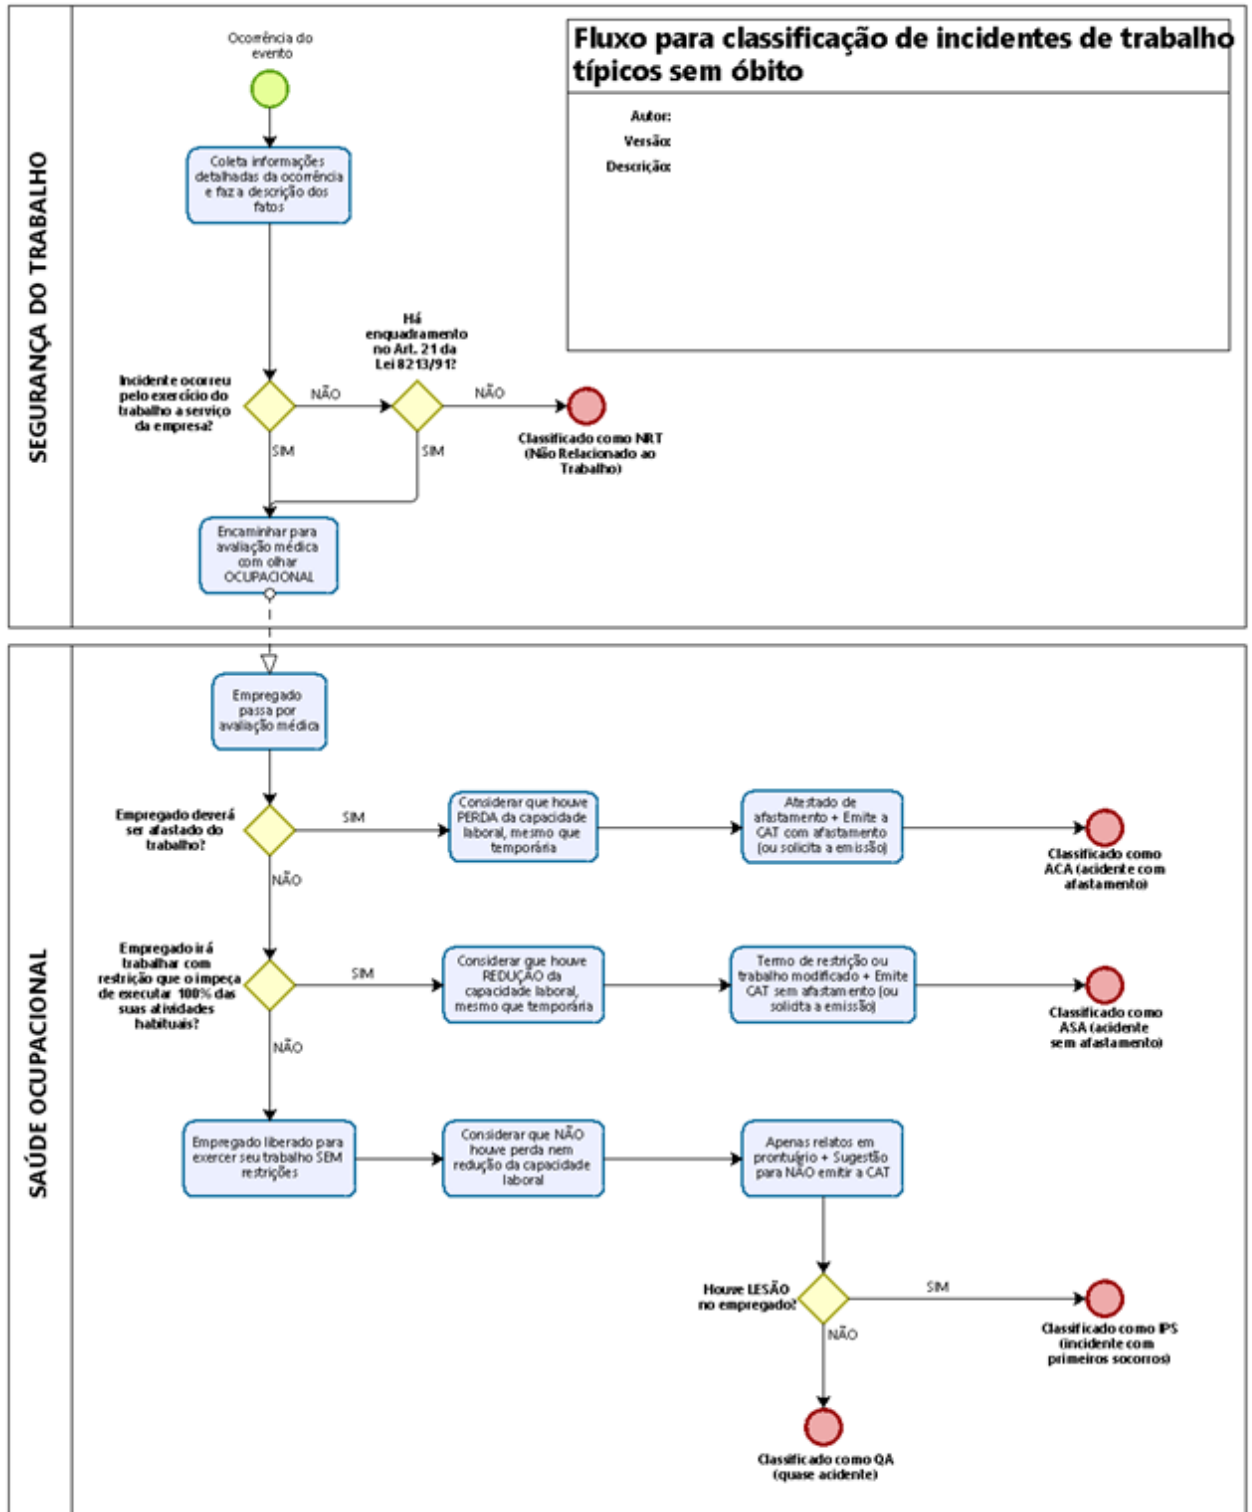 Fluxo para classificação de incidentes de trabalho
típicos sem óbito
Autor:
Versão:
Descrição:
SEGURANÇA DO TRABALHO
Ocorrência do
evento
Coleta informações
detalhadas da ocorrência
e faz a descrição dos
fatos
Incidente ocorreu
pelo exercício do
trabalho a serviço
da empresa?
NÃO
SIM
Há
enquadramento
no Art. 21 da
Lei 8213/91?
NÃO
SIM
Classificado como NRT
(Não Relacionado ao
Trabalho)
Encaminhar para
avaliação médica
com olhar
OCUPACIONAL
SAÚDE OCUPACIONAL
Empregado
passa por
avaliação médica
Empregado deverá
ser afastado do
trabalho?
SIM
NÃO
Considerar que houve
PERDA da capacidade
laboral, mesmo que
temporária
Atestado de
afastamento + Emite a
CAT com afastamento
(ou solicita a emissão)
Classificado como
ACA (acidente com
afastamento)
Empregado irá
trabalhar com
restrição que o impeça
de executar 100% das
suas atividades
habituais?
SIM
NÃO
Considerar que houve
REDUÇÃO da
capacidade laboral,
mesmo que temporária
Termo de restrição ou
trabalho modificado + Emite
CAT sem afastamento (ou
solicita a emissão)
Classificado como
ASA (acidente
sem afastamento)
Empregado liberado para
exercer seu trabalho SEM
restrições
Considerar que NÃO
houve perda nem
redução da capacidade
laboral
Apenas relatos em
prontuário + Sugestão
para NÃO emitir a CAT
Houve LESÃO
no empregado?
SIM
NÃO
Classificado como IPS
(incidente com
primeiros socorros)
Classificado como QA
(quase acidente)